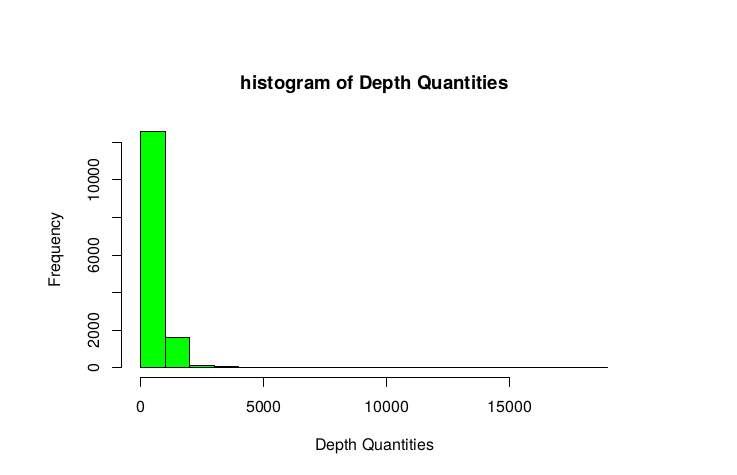 histogram of Depth Quantities
10000
6000
2000
0
Frequency
0 5000 10000 15000
Depth Quantities